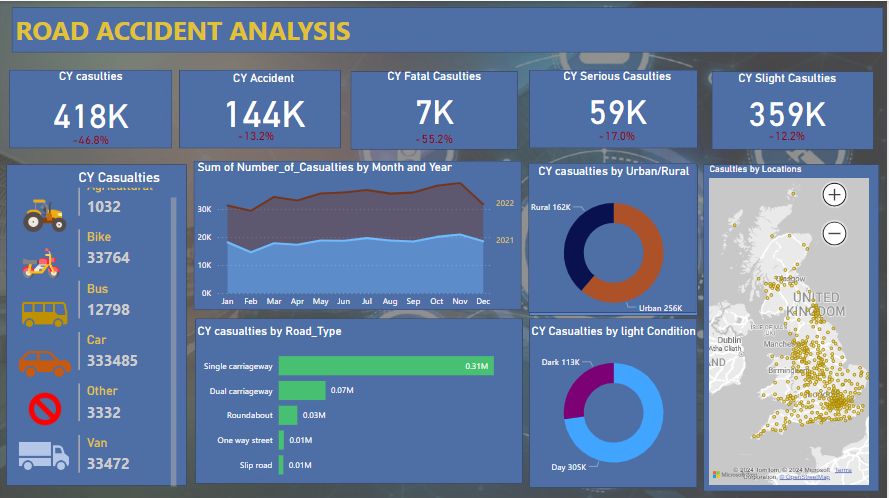 ROAD ACCIDENT ANALYSIS
CY casulties
418K
-46.8%
CY Accident
144K
-13.2%
CY Fatal Casulties
7K
-55.2%
CY Serious Casulties
59K
-17.0%
CY Slight Casulties
359K
-12.2%
CY Casualties
Agricultural
1032
Bike
33764
Bus
12798
Car
333485
Other
3332
Van
33472
Sum of Number_of_Casualties by Month and Year
30K
20K
10K
0K
2022
2021
Jan Feb Mar Apr May Jun Jul Aug Sep Oct Nov Dec
CY casualties by Road_Type
Single carriageway 0.31M
Dual carriageway 0.07M
Roundabout 0.03M
One way street 0.01M
Slip road 0.01M
CY casualties by Urban/Rural
Rural 162K
Urban 256K
CY Casualties by light Condition
Dark 113K
Day 305K
Casulties by Locations
UNITED
KINGDOM
ISLE OF
Dublin
Atha Cliath
AND
© 2024 TomTom, © 2024 Microsoft Terms
Corporation, © OpenStreetMap